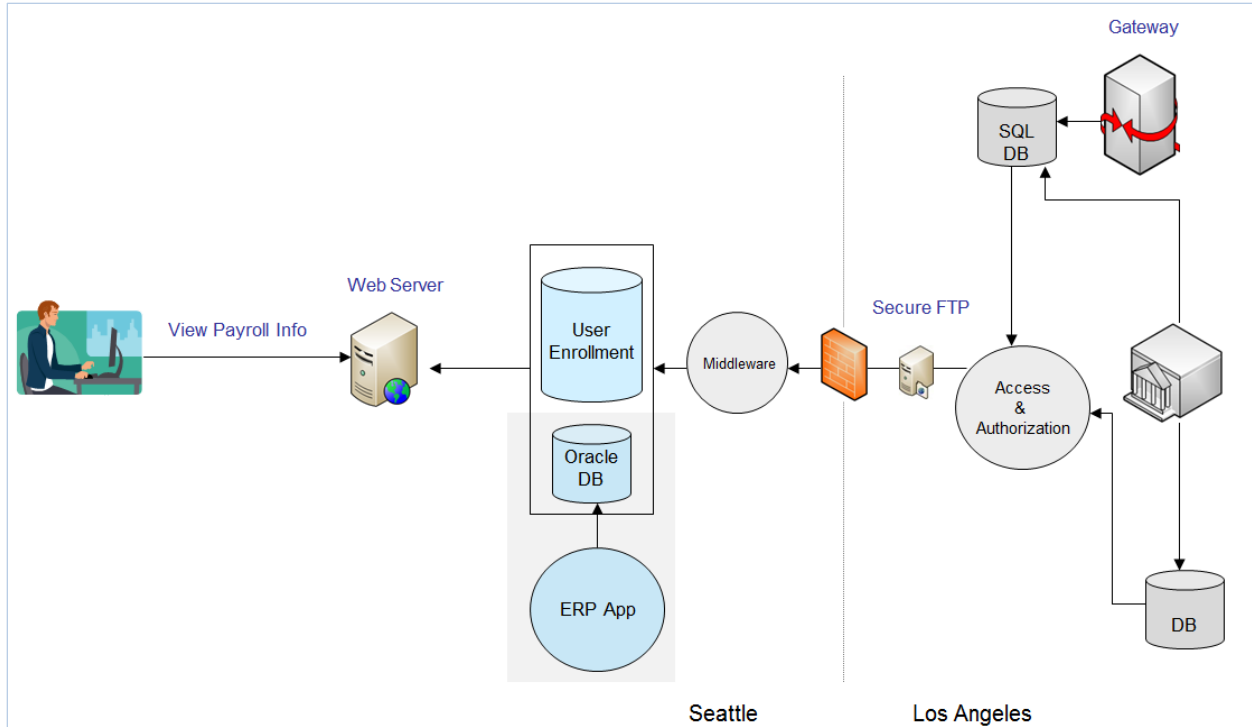 Gateway
SQL
DB
Web Server
Secure FTP
View Payroll Info
User
Enrollment
Middleware
Access
&
Authorization
Oracle
DB
ERP App
DB
Seattle
Los Angeles